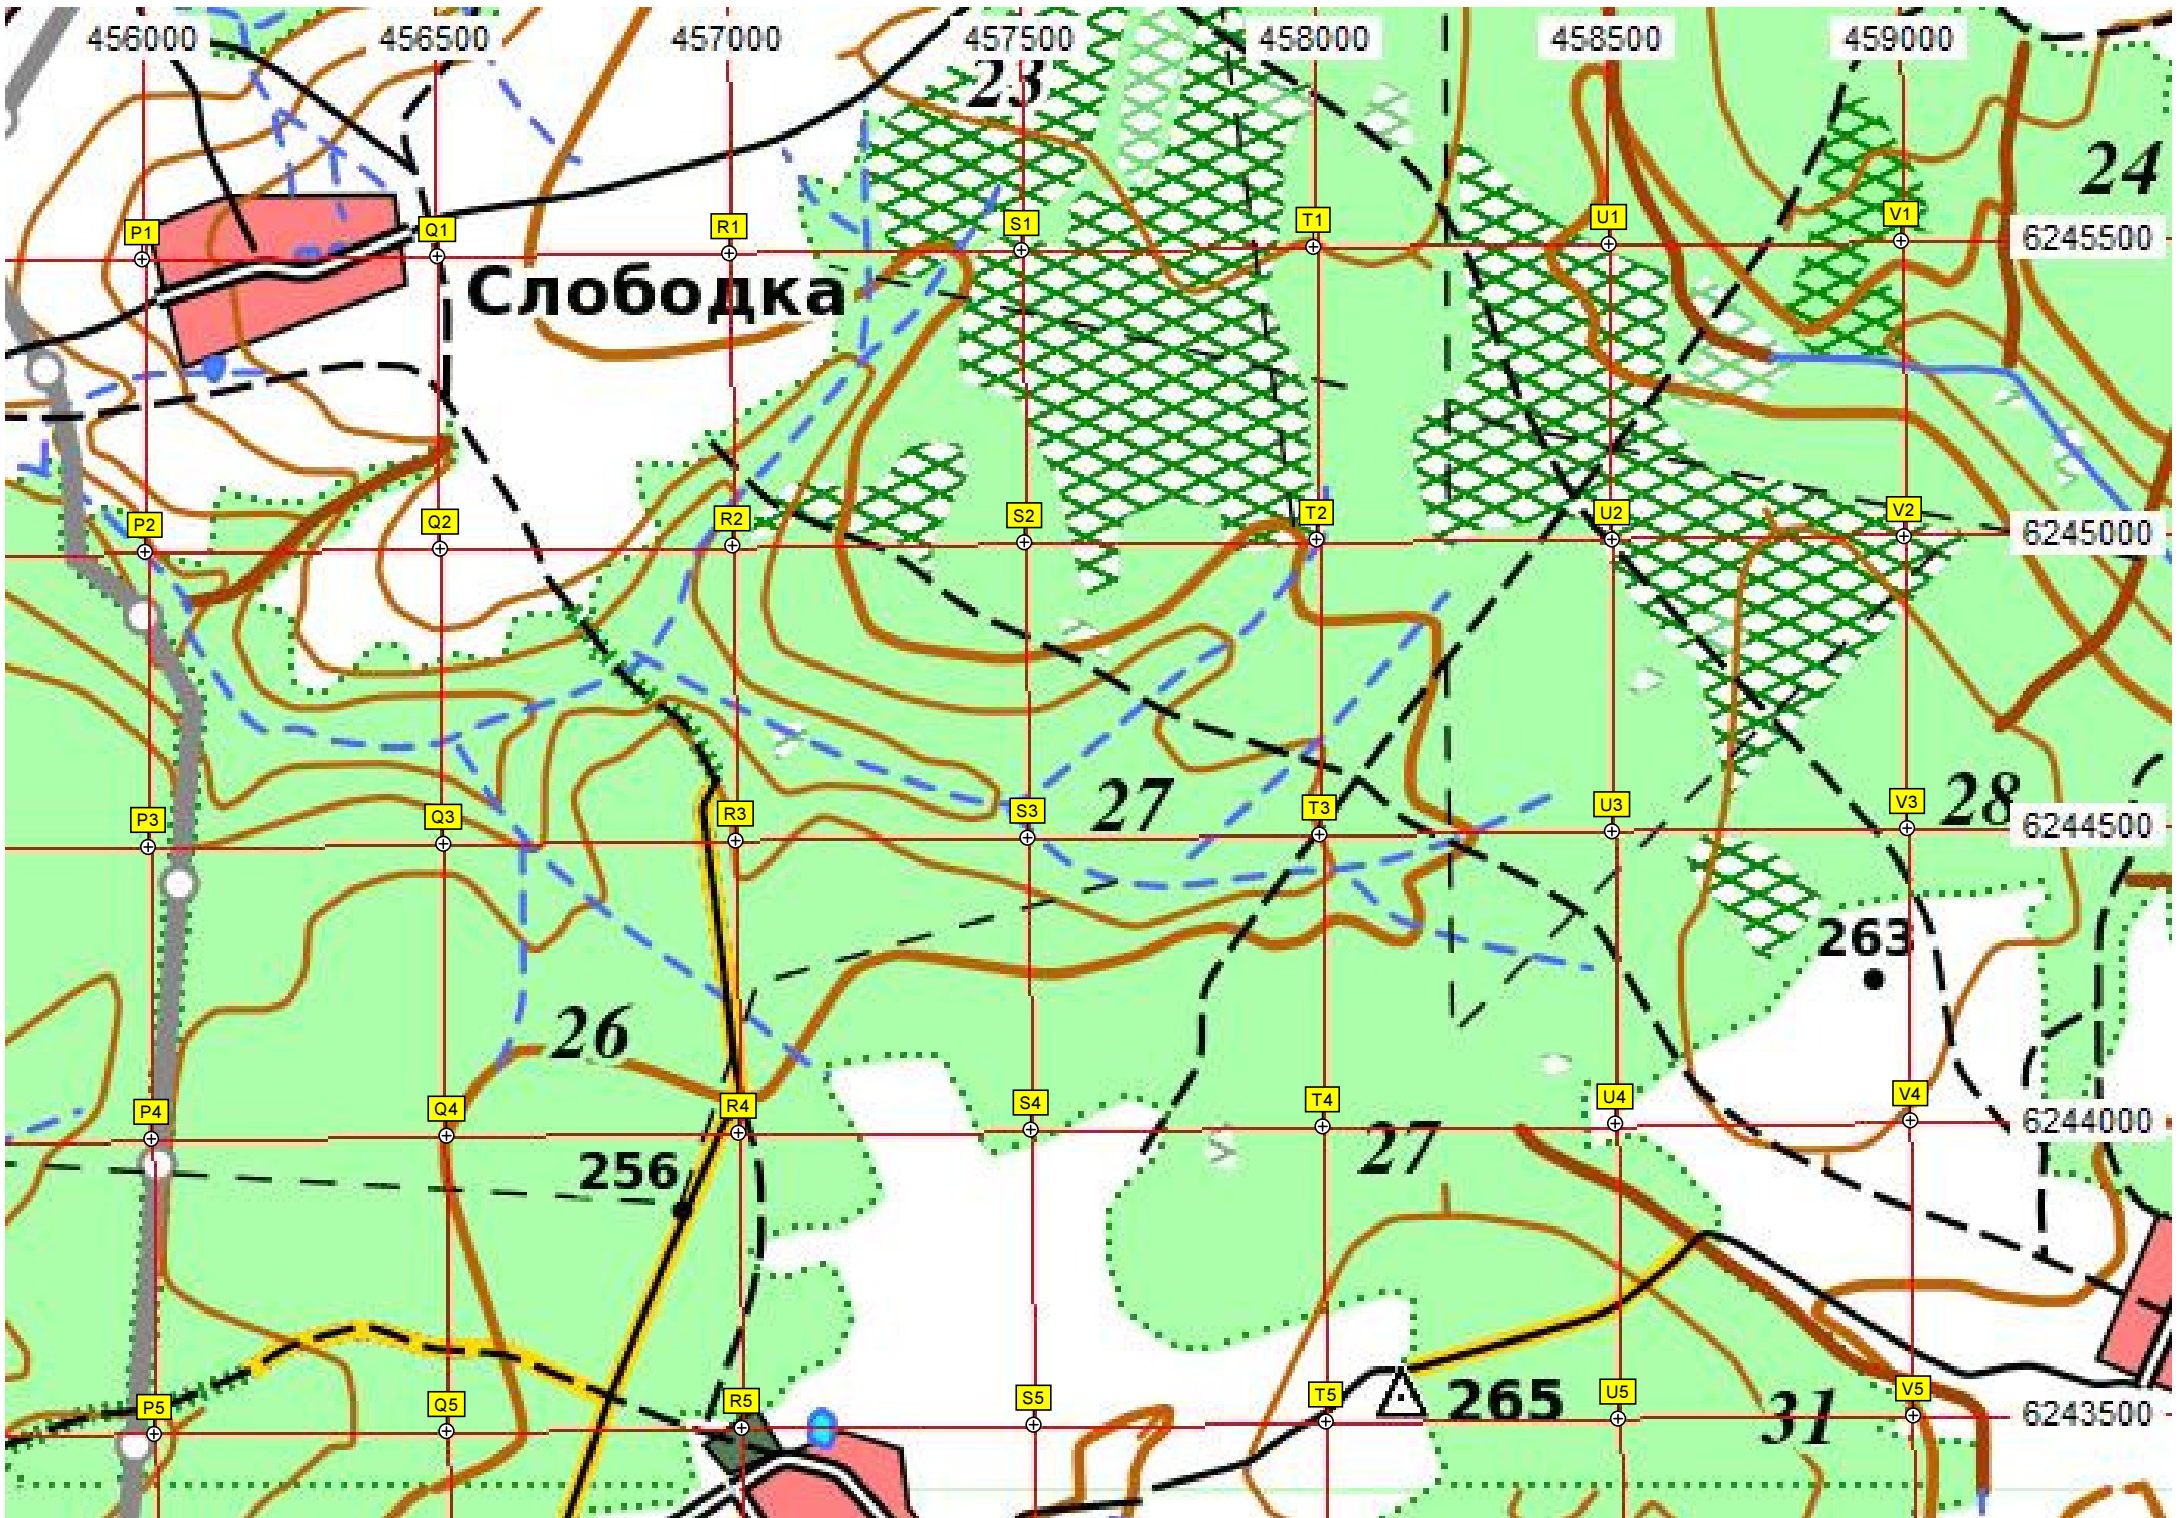 456000 456500 457000 457500 458000 458500 459000
23
24
P1 Q1 R1 S1 T1 U1 V1
6245500
Слободка
P2 Q2 R2 S2 T2 U2 V2
6245000
27
28
P3 Q3 R3 S3 T3 U3 V3
6244500
263
26
P4 Q4 R4 S4 T4 U4 V4
6244000
256
27
P5 Q5 R5 S5 T5 U5 V5
265
31
6243500